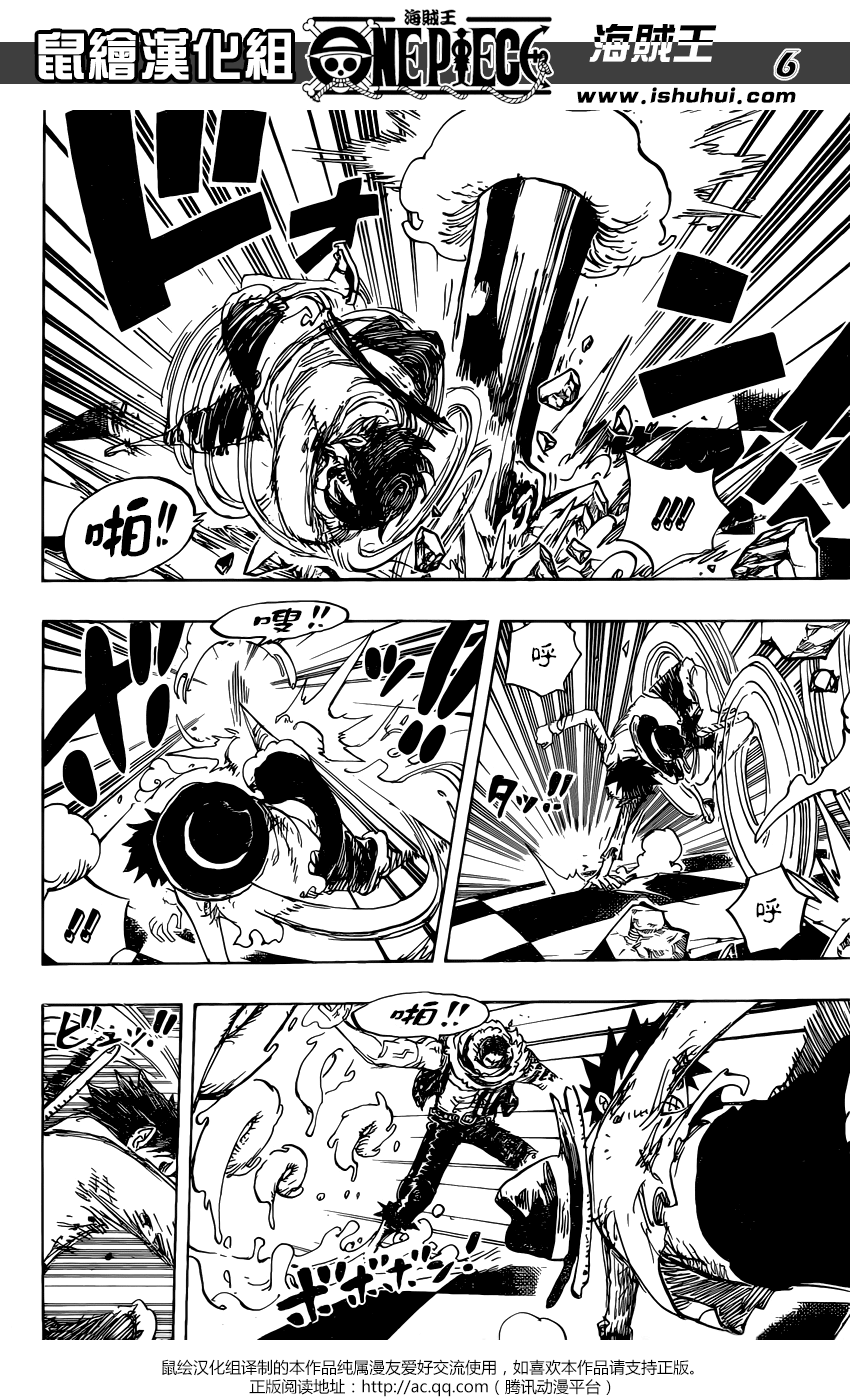 鼠繪漢化組
海賊王
ONE PIECE
海賊王
6
www.ishuhui.com
ドォ
!!!
啪!!
呼
タッ!!
呼
嗖!!
!!
啪!!
ボボボボン!
ビュッ!!
鼠绘汉化组译制的本作品纯属漫友爱好交流使用，如喜欢本作品请支持正版。
正版阅读地址：http://ac.qq.com（腾讯动漫平台）